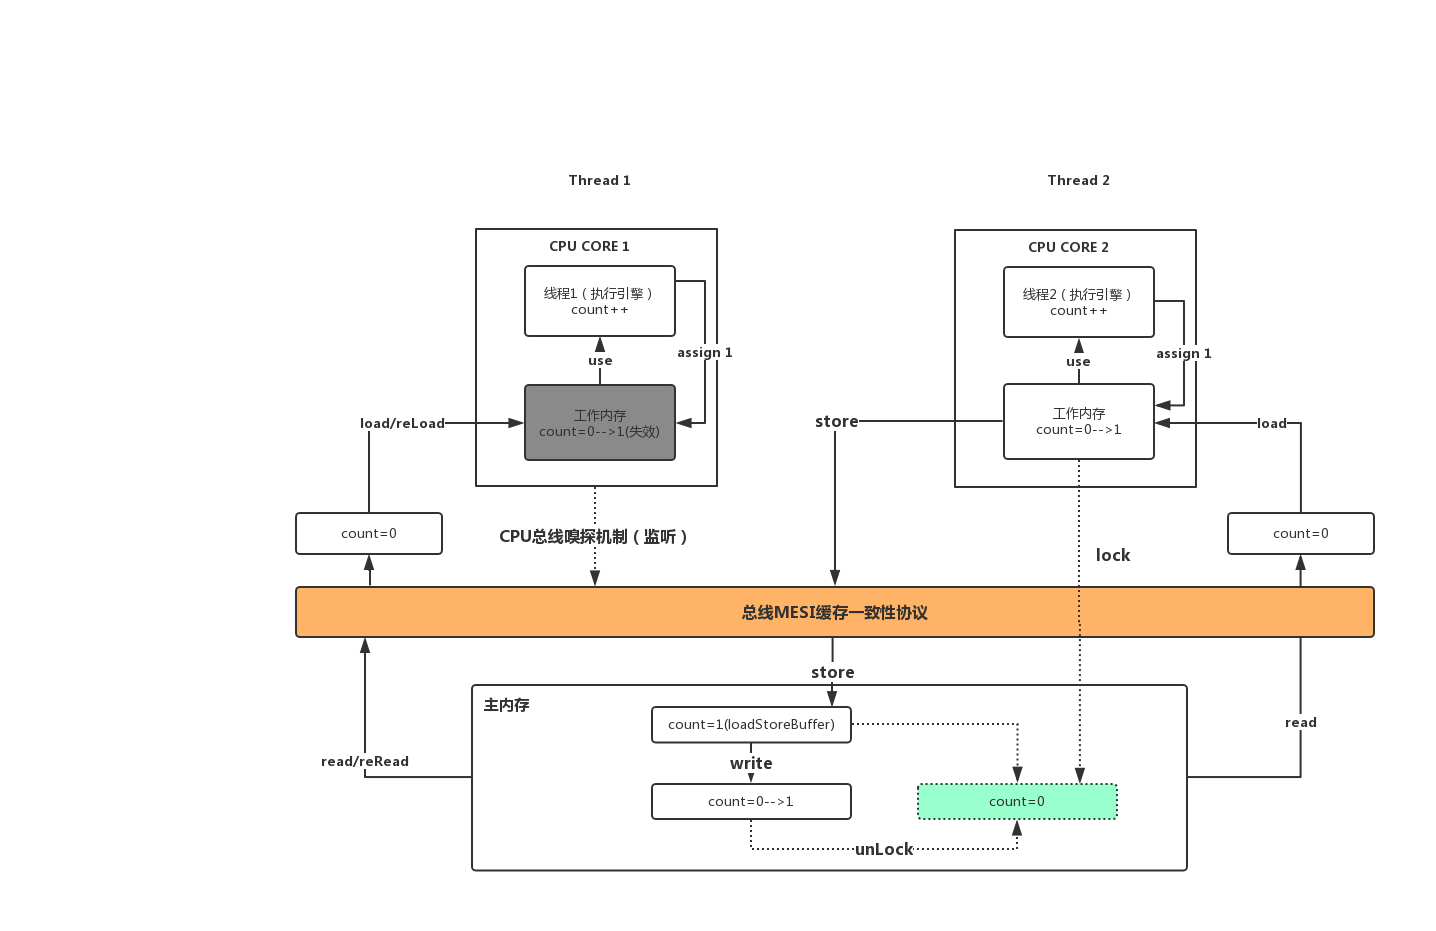 Thread 1
Thread 2
CPU CORE 1
CPU CORE 2
线程1（执行引擎）
count++
线程2（执行引擎）
count++
assign 1
use
assign 1
use
工作内存
count=0-->1(失效)
工作内存
count=0-->1
load/reLoad
store
load
count=0
CPU总线嗅探机制（监听）
lock
count=0
总线MESI缓存一致性协议
store
主内存
count=1(loadStoreBuffer)
read
read/reRead
write
count=0-->1
count=0
unLock